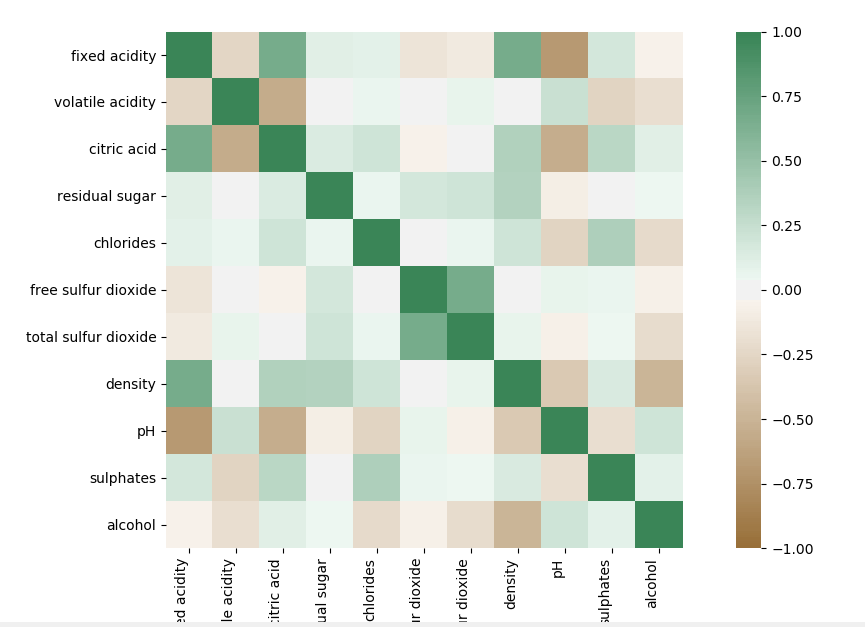 fixed acidity
volatile acidity
citric acid
residual sugar
chlorides
free sulfur dioxide
total sulfur dioxide
density
pH
sulphates
alcohol
ed acidity
le acidity
citric acid
ual sugar
chlorides
ur dioxide
ur dioxide
density
pH
sulphates
alcohol
1.00
0.75
0.50
0.25
0.00
−0.25
−0.50
−0.75
−1.00